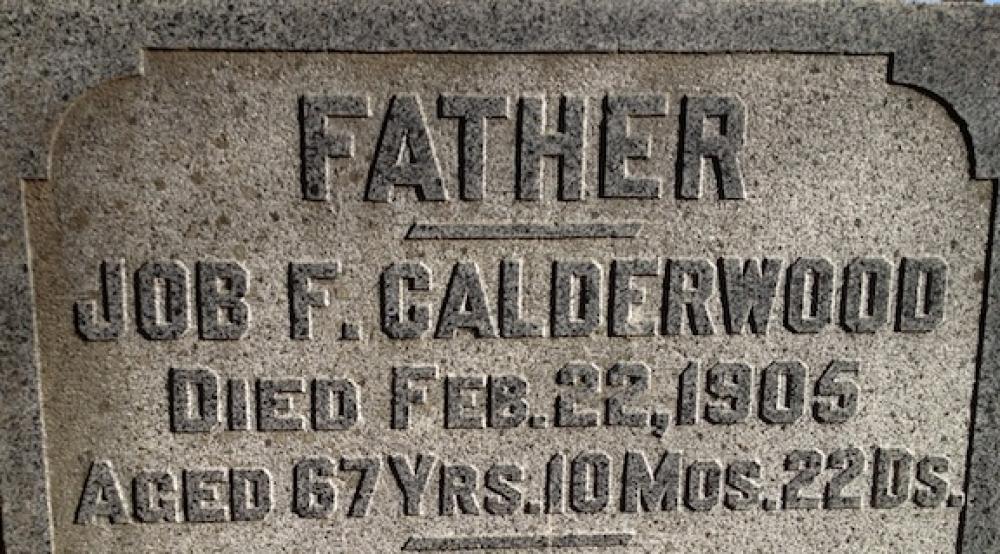 FATHER
JOB F. CALDERWOOD
DIED FEB. 22, 1905
AGED 67 YRS. 10 MOS. 22 DS.